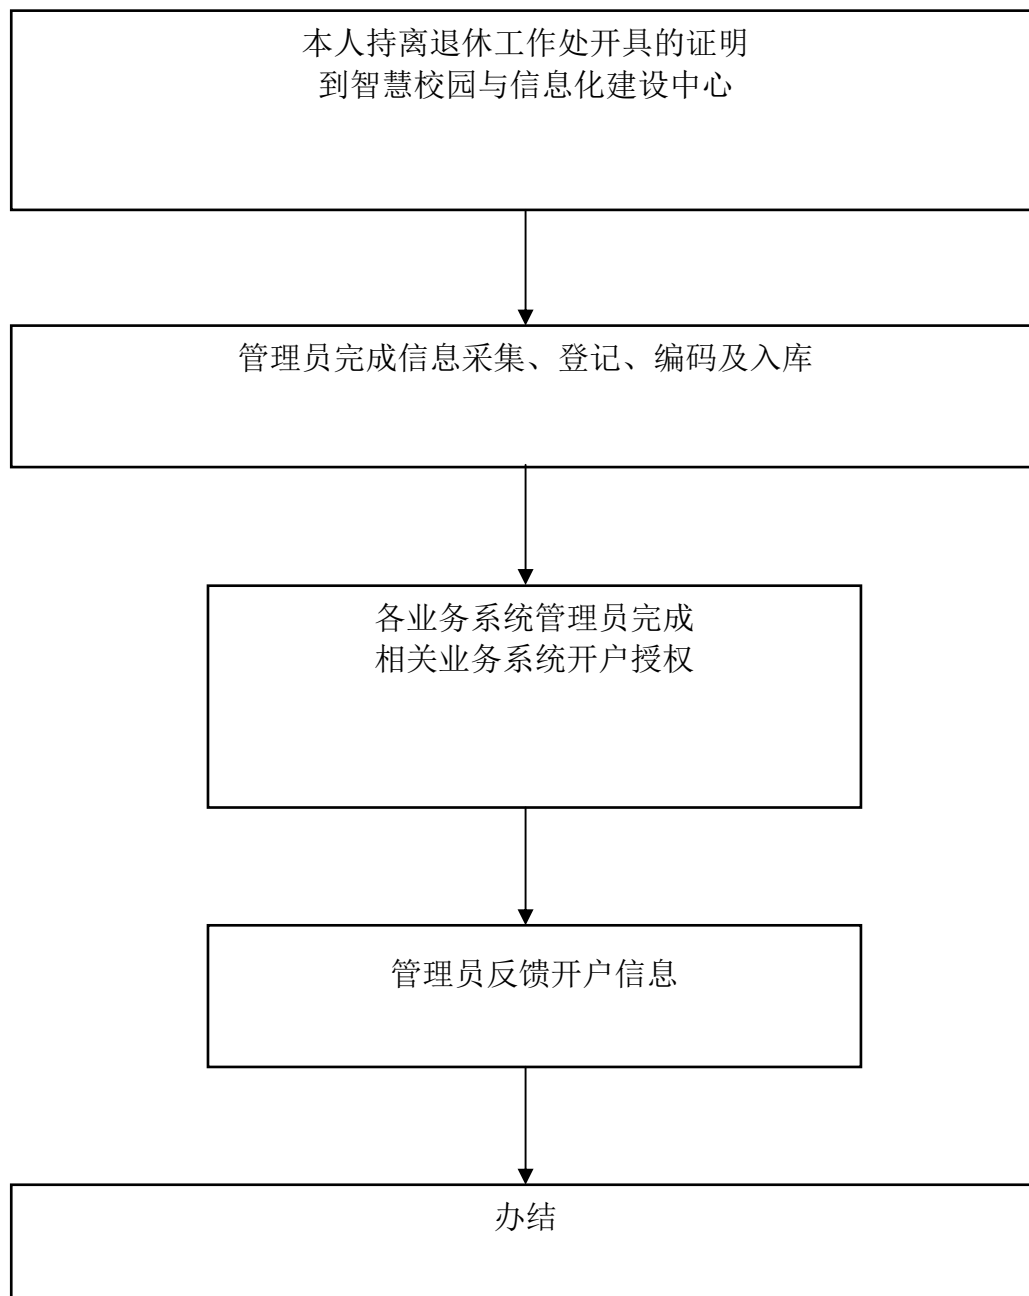 本人持离退休工作处开具的证明
到智慧校园与信息化建设中心
管理员完成信息采集、登记、编码及入库
各业务系统管理员完成
相关业务系统开户授权
管理员反馈开户信息
办结